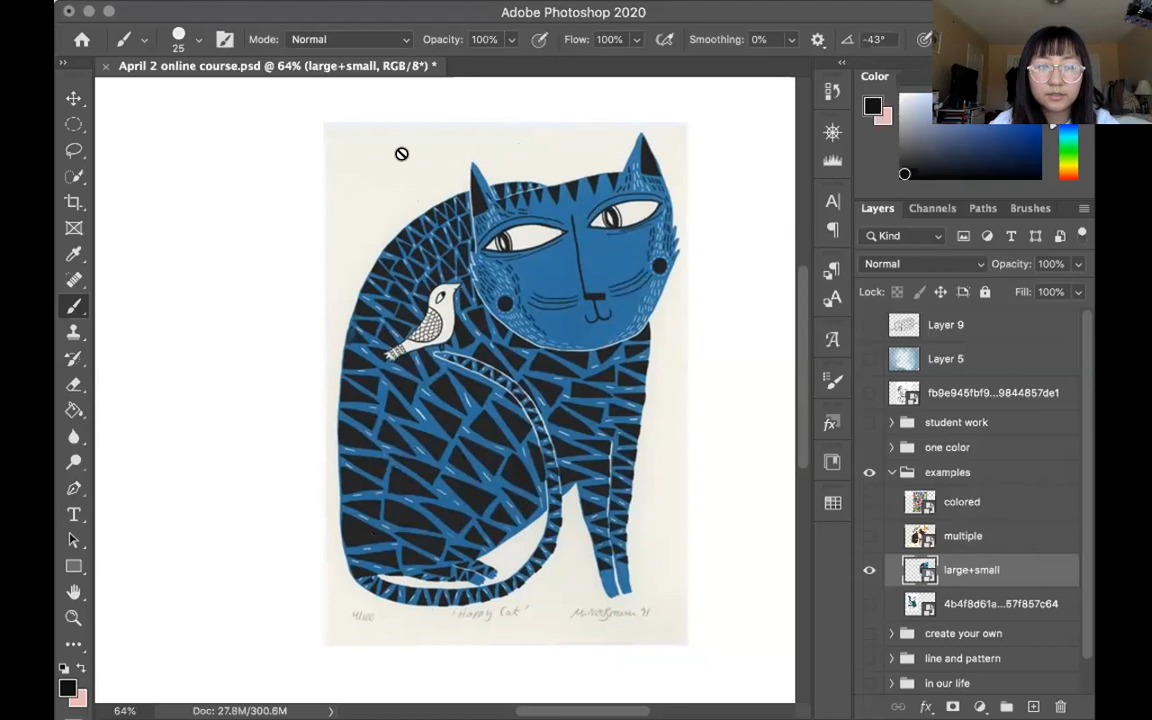 Adobe Photoshop 2020
25 Mode: Normal Opacity: 100% Flow: 100% Smoothing: 0% -43°
April 2 online course.psd @ 64% (large+small, RGB/8*) *
Color
Layers Channels Paths Brushes
Kind
Normal Opacity: 100%
Lock: Fill: 100%
Layer 9
Layer 5
fb9e945fbf9...9844857de1
student work
one color
examples
colored
multiple
large+small
4b4f8d61a...57f857c64
create your own
line and pattern
in our life
"Happy Cat"
64% Doc: 27.8M/300.6M